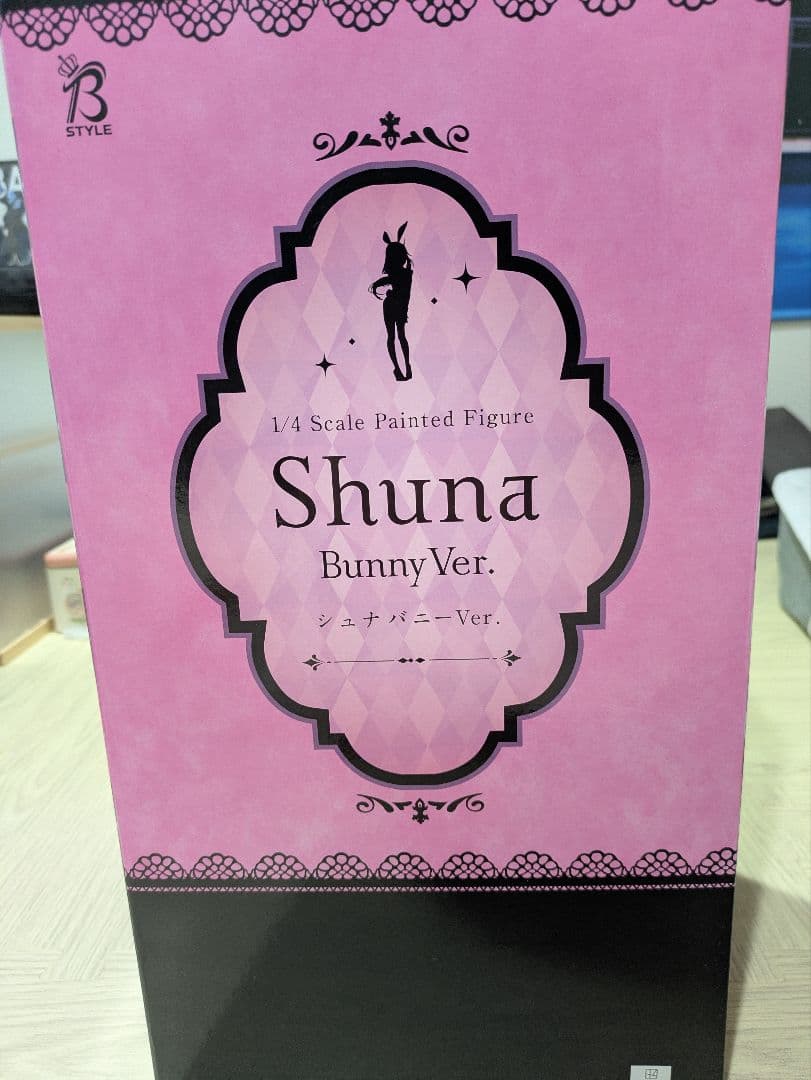 B
STYLE
1/4 Scale Painted Figure
Shuna
Bunny Ver.
シュナ バニーVer.